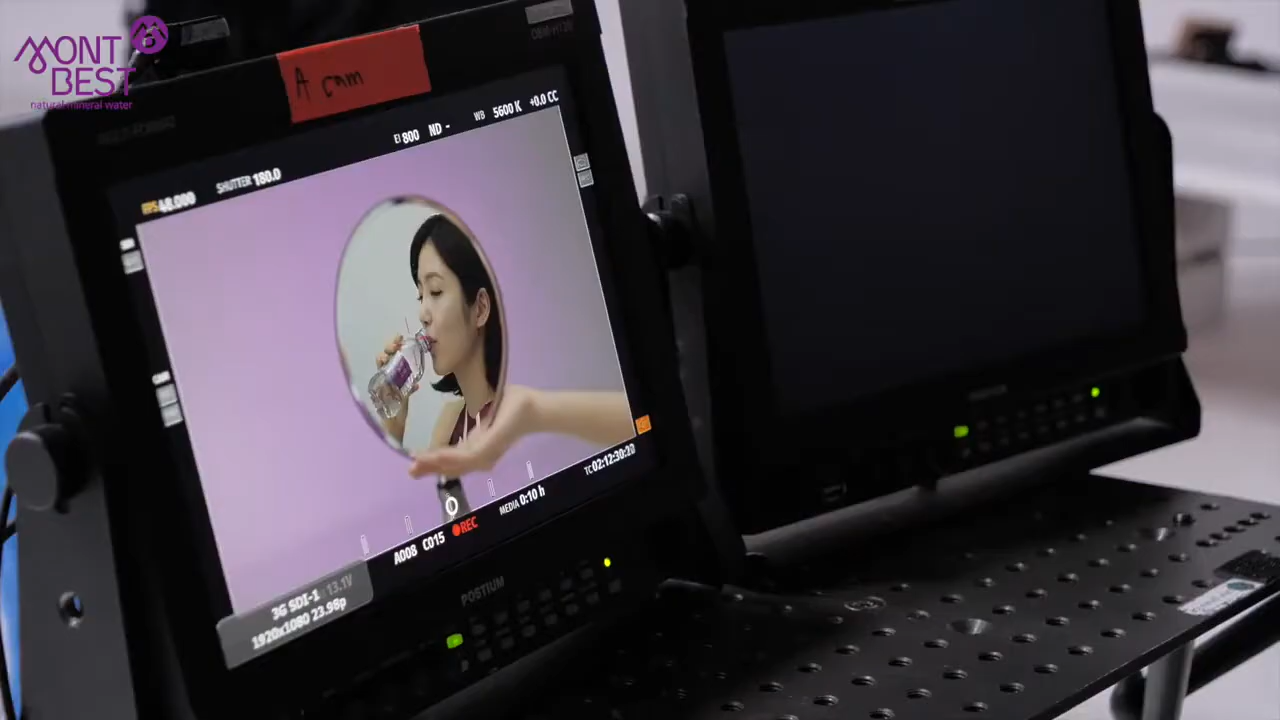 MONT
BEST
natural mineral water
A cam
EI 800 ND - WB 5600 K +0.0 CC
FPS 48.000 SHUTTER 180.0
A008 C015 REC MEDIA 0:10 h TC 02:12:30:20
3G SDI-1 13.1V
1920x1080 23.98p
POSTIUM